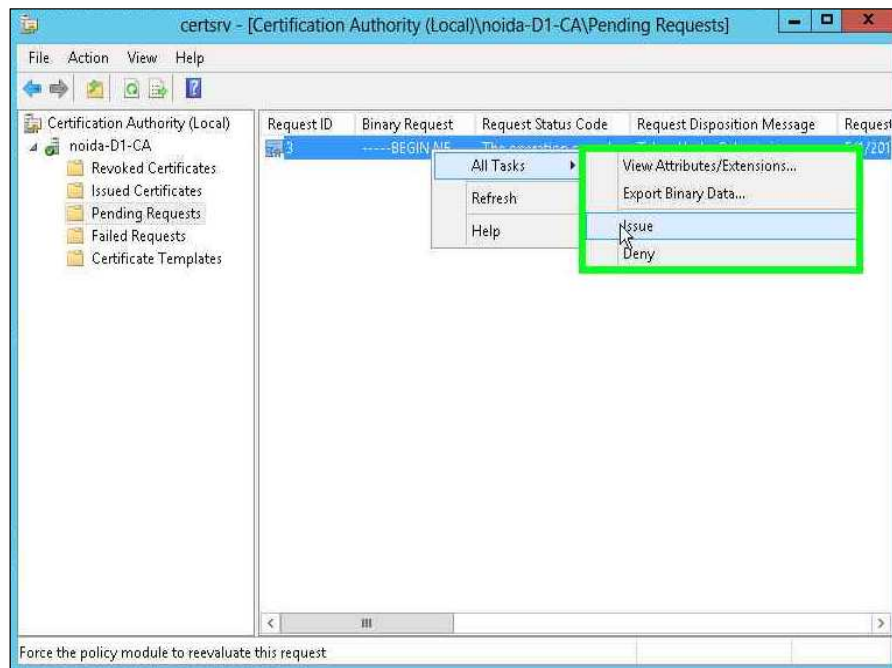 certsrv - [Certification Authority (Local)\noida-D1-CA\Pending Requests]
File Action View Help
Certification Authority (Local)
noida-D1-CA
Revoked Certificates
Issued Certificates
Pending Requests
Failed Requests
Certificate Templates
Request ID Binary Request Request Status Code Request Disposition Message Request
3 -----BEGIN NE... The operation
All Tasks
Refresh
Help
View Attributes/Extensions...
Export Binary Data...
Issue
Deny
Force the policy module to reevaluate this request